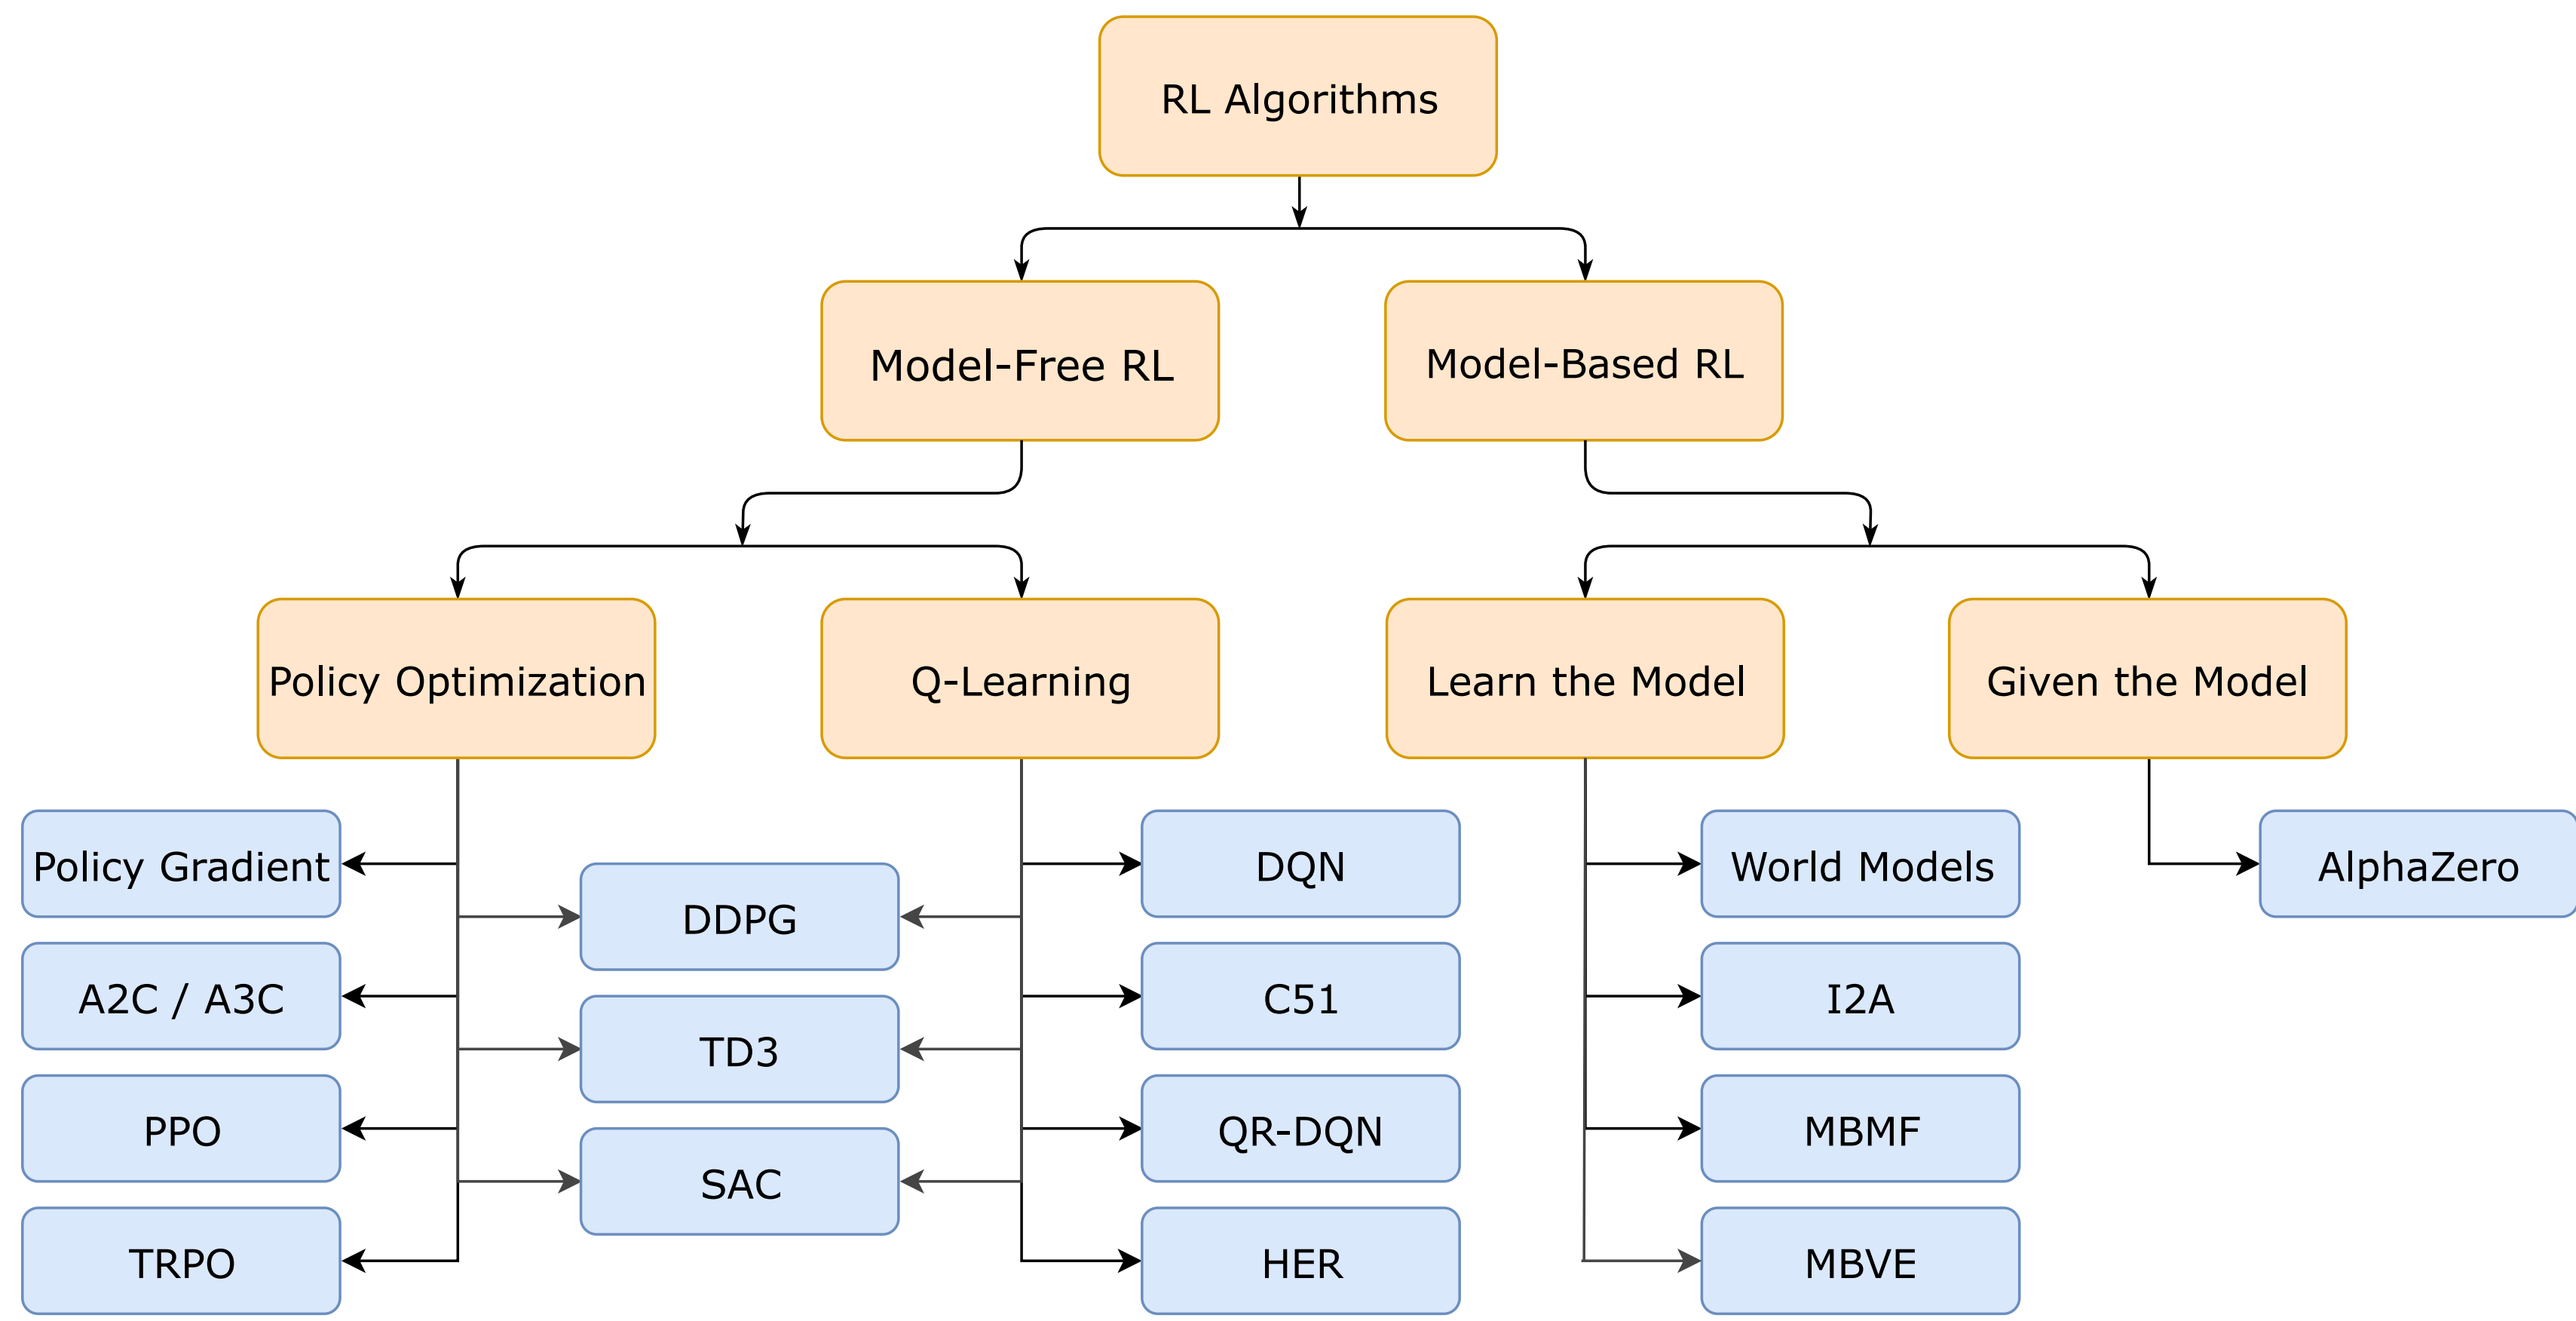 RL Algorithms
Model-Free RL
Model-Based RL
Policy Optimization
Q-Learning
Learn the Model
Given the Model
Policy Gradient
A2C / A3C
PPO
TRPO
DDPG
TD3
SAC
DQN
C51
QR-DQN
HER
World Models
I2A
MBMF
MBVE
AlphaZero